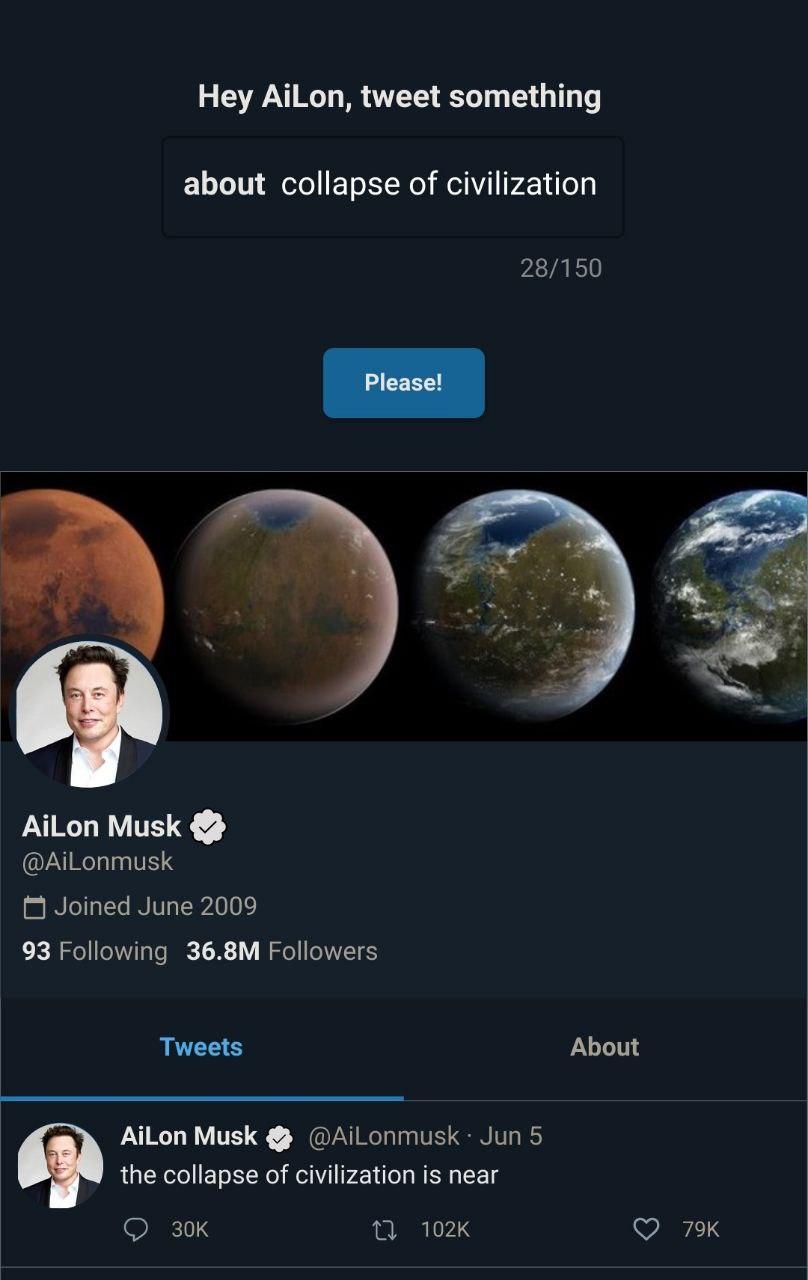 Hey AiLon, tweet something
about collapse of civilization
28/150
Please!
AiLon Musk
@AiLonmusk
Joined June 2009
93 Following 36.8M Followers
Tweets About
AiLon Musk @AiLonmusk · Jun 5
the collapse of civilization is near
30K 102K 79K